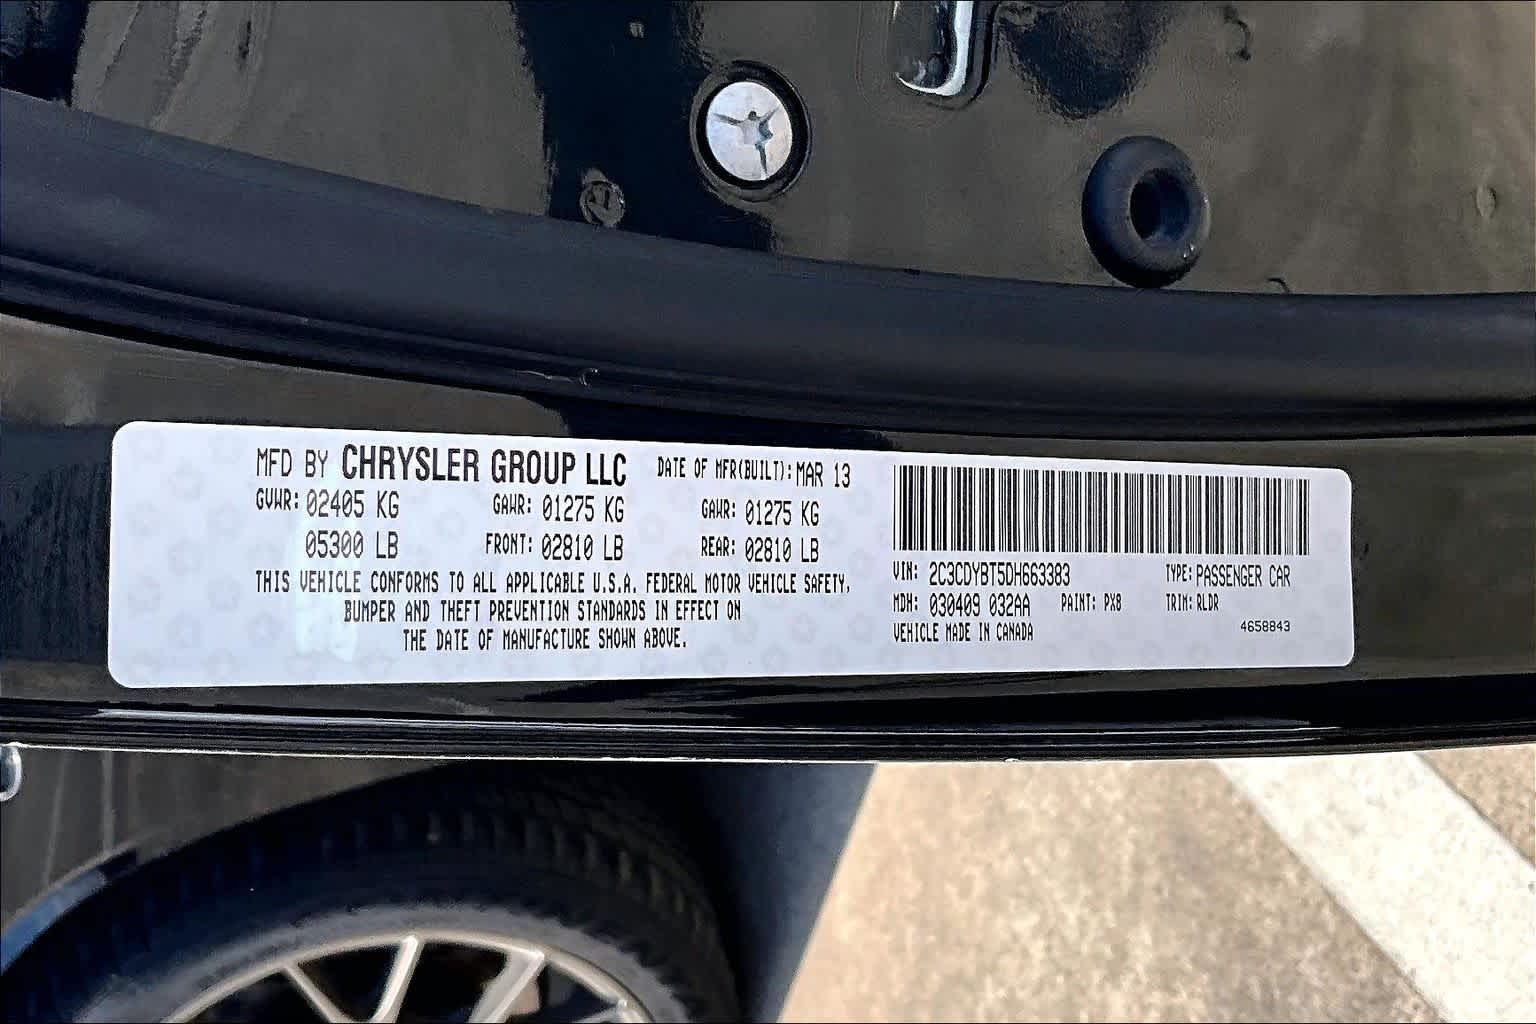 MFD BY CHRYSLER GROUP LLC DATE OF MFR(BUILT): MAR 13
GVWR: 02405 KG GAWR: 01275 KG GAWR: 01275 KG
05300 LB FRONT: 02810 LB REAR: 02810 LB
THIS VEHICLE CONFORMS TO ALL APPLICABLE U.S.A. FEDERAL MOTOR VEHICLE SAFETY,
BUMPER AND THEFT PREVENTION STANDARDS IN EFFECT ON
THE DATE OF MANUFACTURE SHOWN ABOVE.
VIN: 2C3CDYBT5DH663383 TYPE: PASSENGER CAR
MDH: 030409 032AA PAINT: PX8 TRIM: RLDR
VEHICLE MADE IN CANADA 4658843